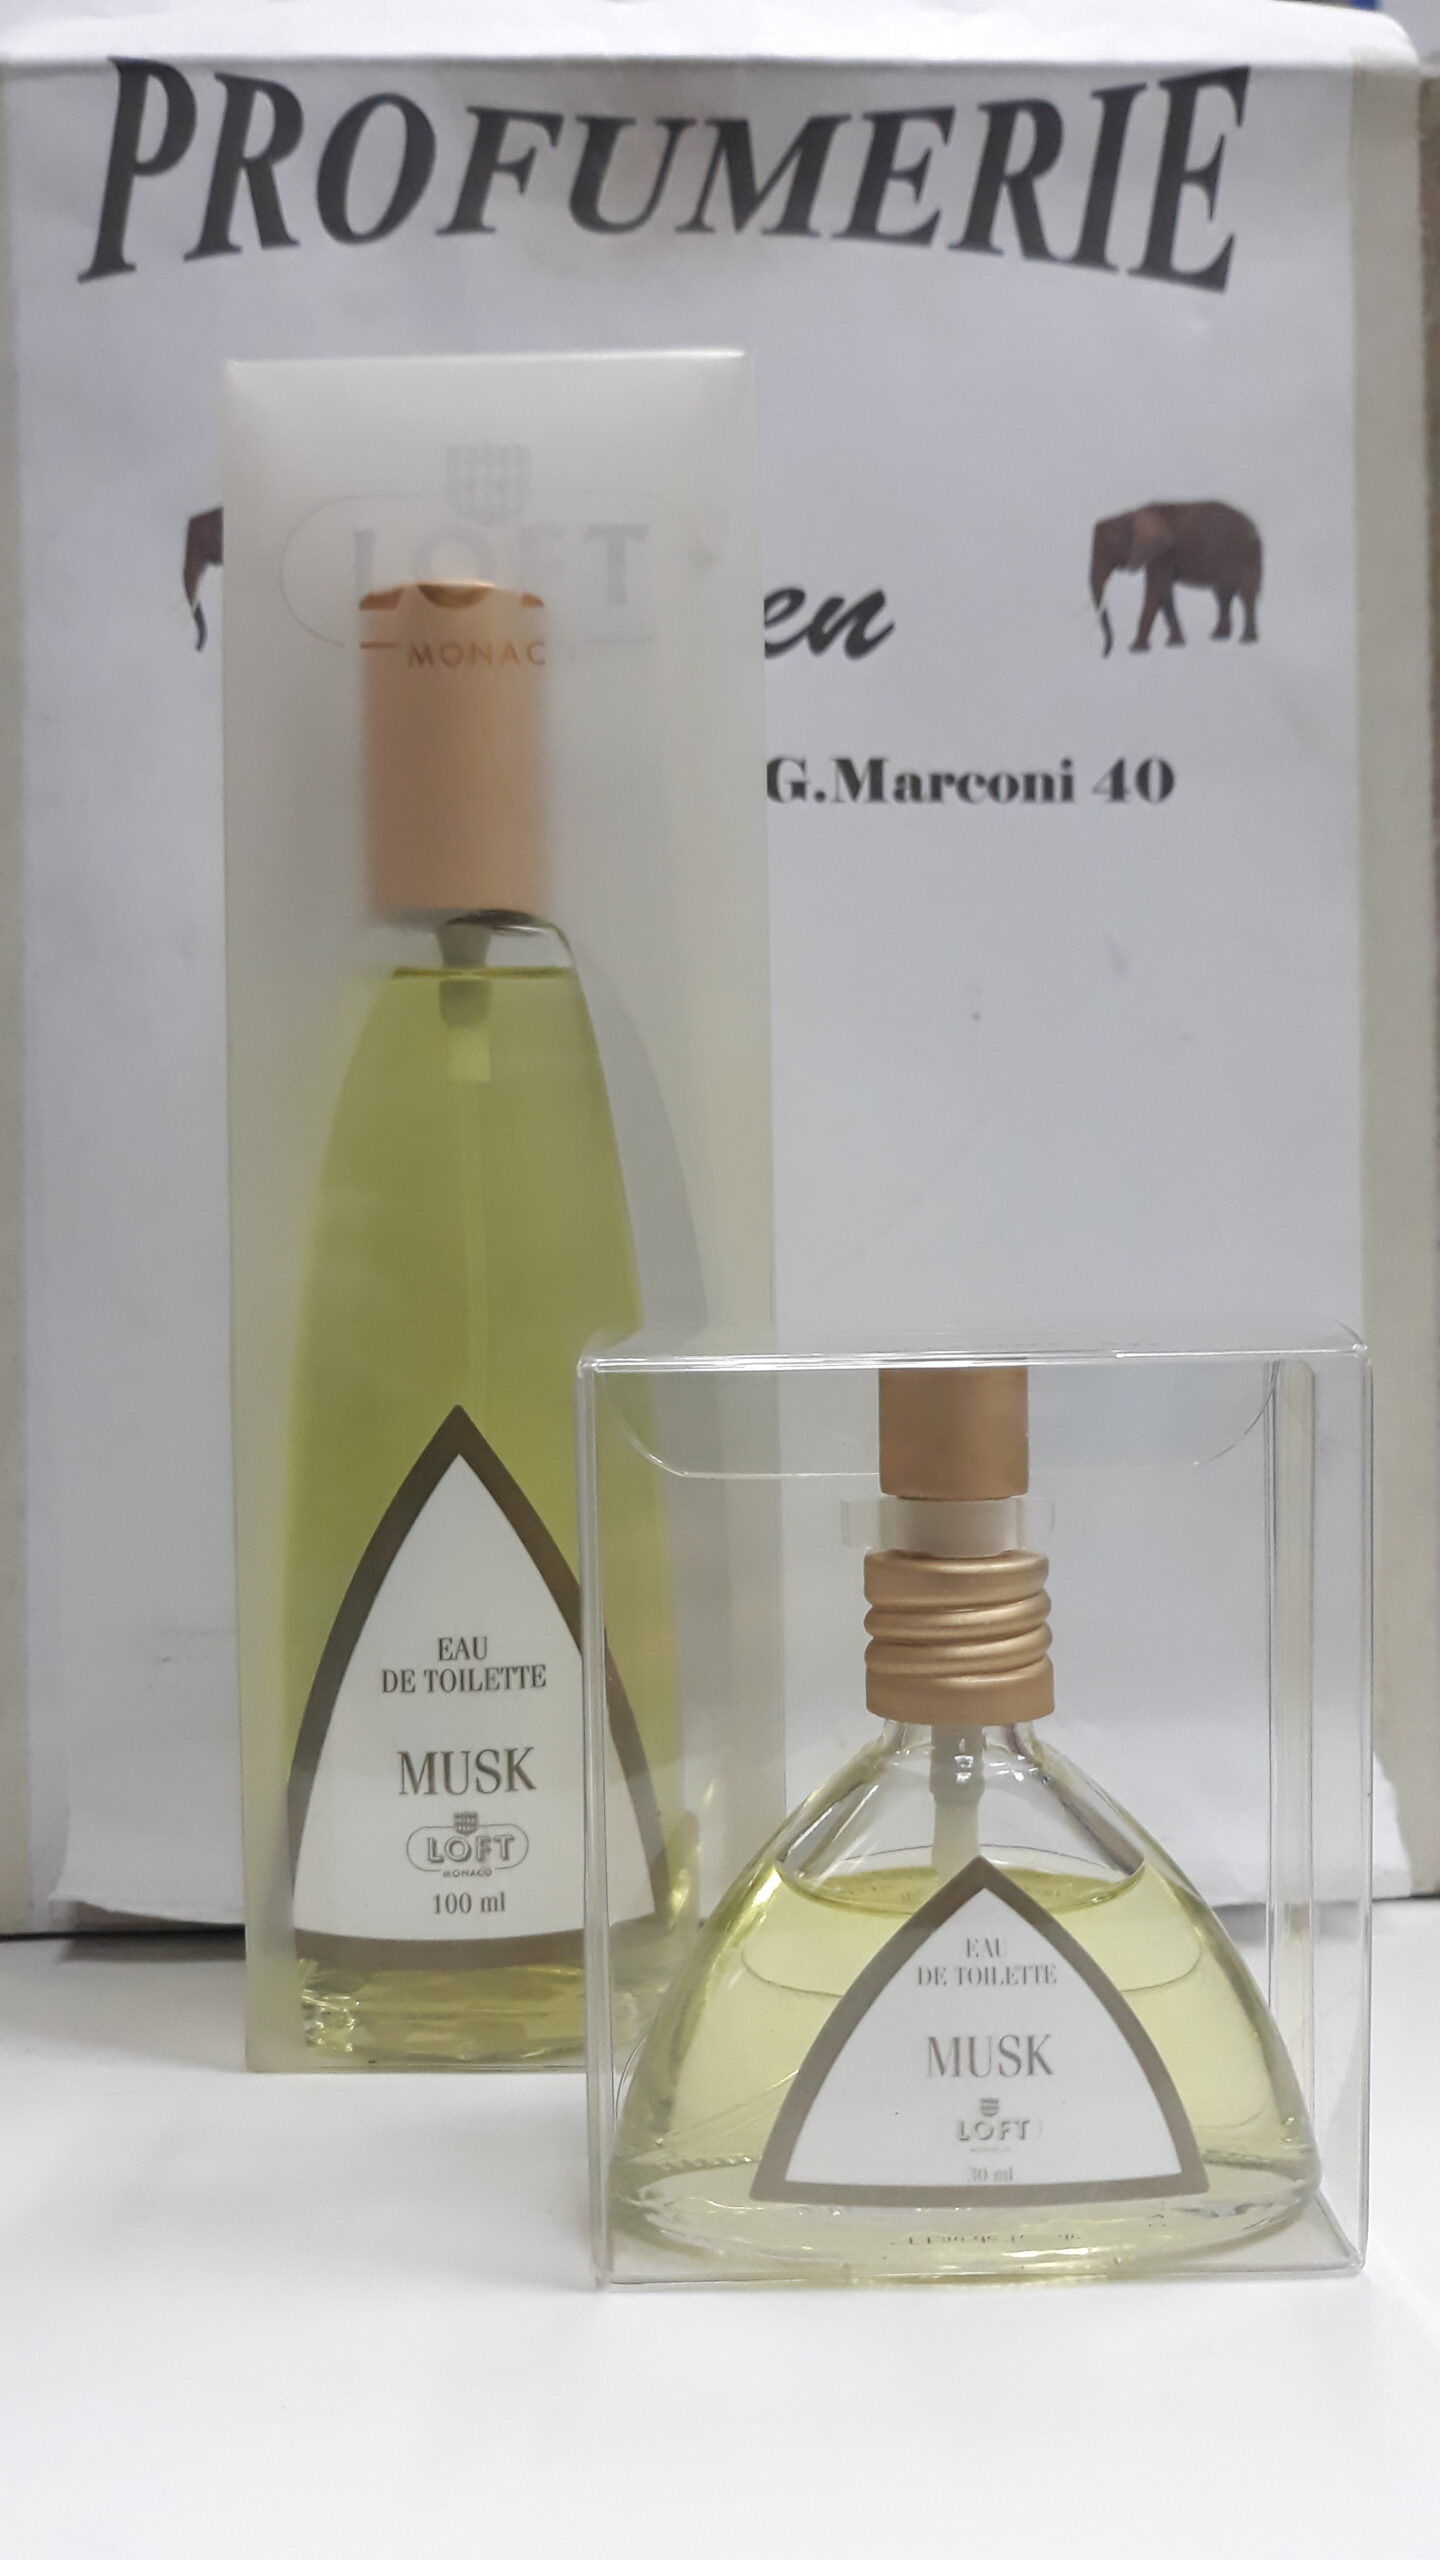 PROFUMERIE
en
G.Marconi 40
LOFT
MONACO
EAU
DE TOILETTE
MUSK
LOFT
MONACO
100 ml
EAU
DE TOILETTE
MUSK
LOFT
30 ml